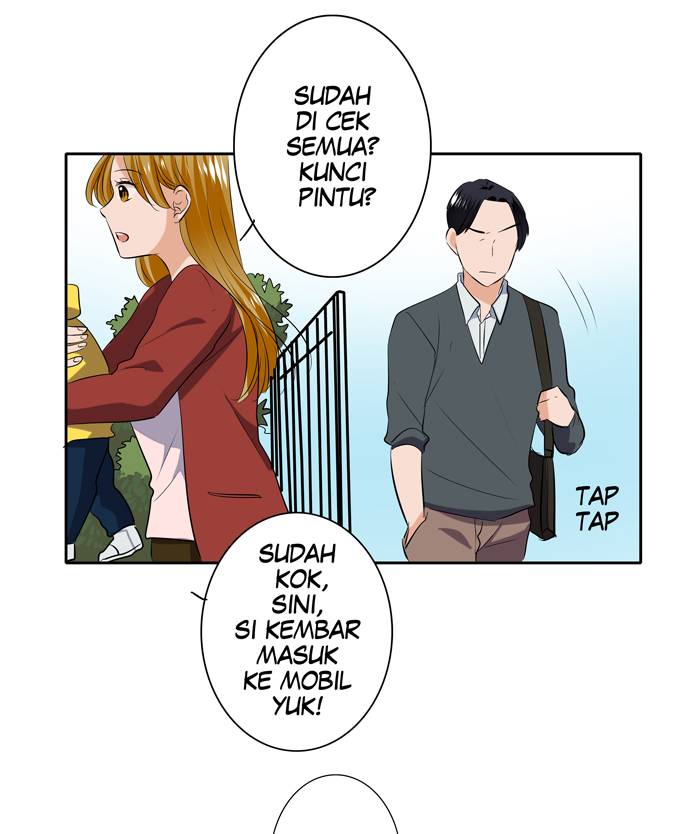 SUDAH
DI CEK
SEMUA?
KUNCI
PINTU?
TAP
TAP
SUDAH
KOK,
SINI,
SI KEMBAR
MASUK
KE MOBIL
YUK!